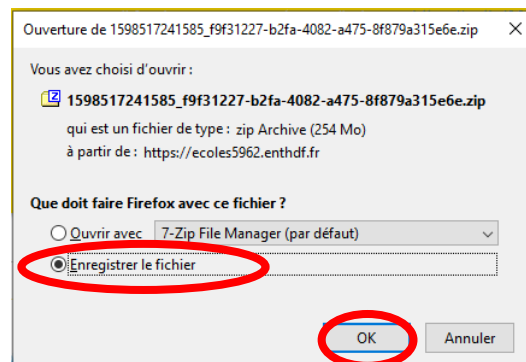 Ouverture de 1598517241585_f9f31227-b2fa-4082-a475-8f879a315e6e.zip
Vous avez choisi d'ouvrir :
1598517241585_f9f31227-b2fa-4082-a475-8f879a315e6e.zip
qui est un fichier de type : zip Archive (254 Mo)
à partir de : https://ecoles5962.enthdf.fr
Que doit faire Firefox avec ce fichier ?
Ouvrir avec 7-Zip File Manager (par défaut)
Enregistrer le fichier
OK Annuler